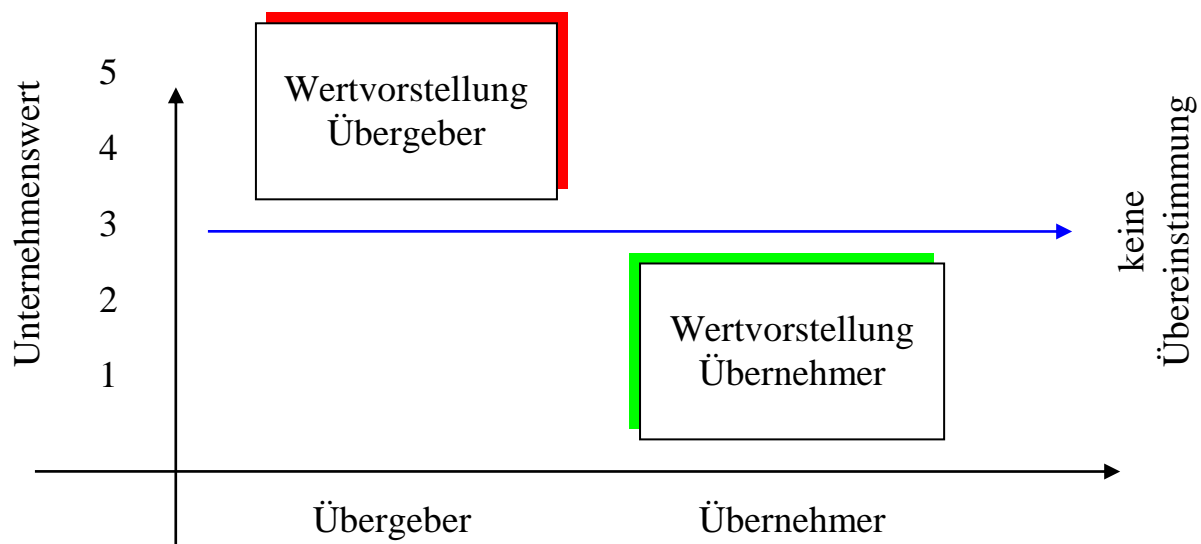 Unternehmenswert
5
4
3
2
1
Wertvorstellung
Übergeber
Wertvorstellung
Übernehmer
keine
Übereinstimmung
Übergeber
Übernehmer